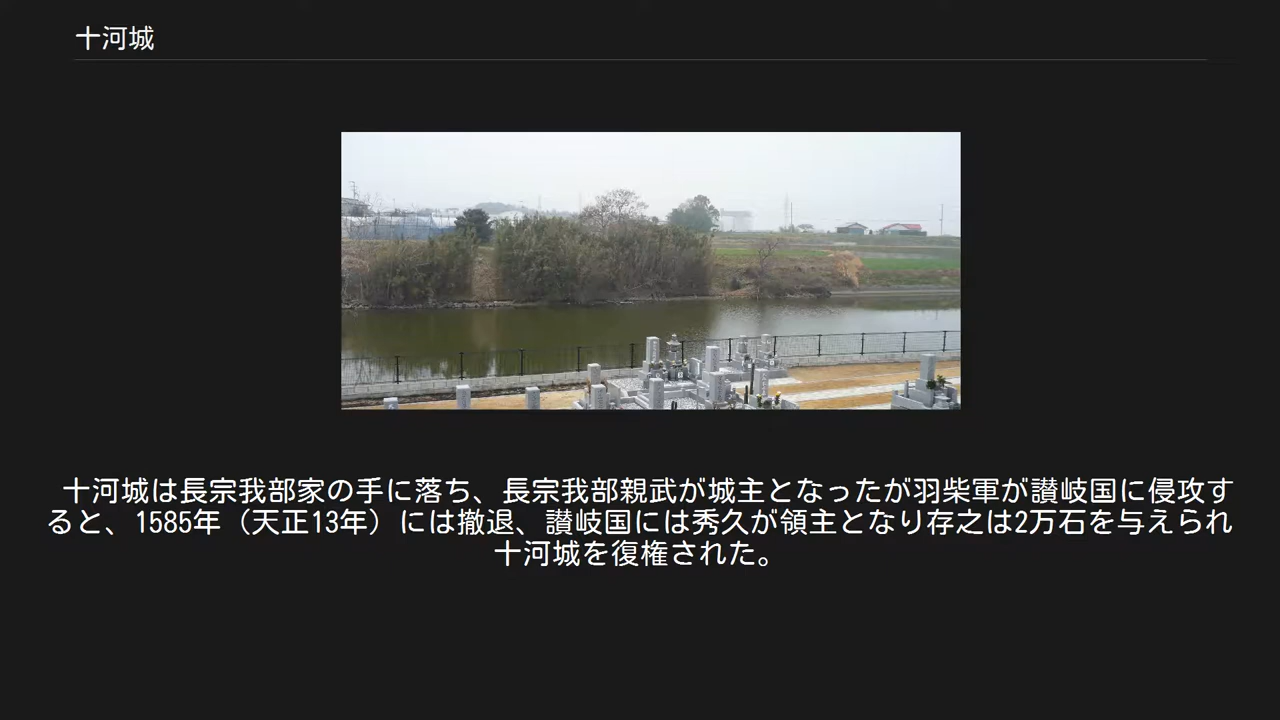 十河城
十河城は長宗我部家の手に落ち、長宗我部親武が城主となったが羽柴軍が讃岐国に侵攻す
ると、1585年（天正13年）には撤退、讃岐国には秀久が領主となり存之は2万石を与えられ
十河城を復権された。